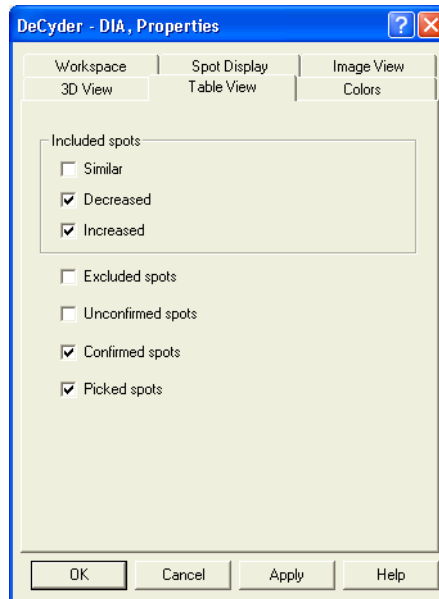 DeCyder - DIA, Properties
Workspace Spot Display Image View
3D View Table View Colors
Included spots
Similar
Decreased
Increased
Excluded spots
Unconfirmed spots
Confirmed spots
Picked spots
OK Cancel Apply Help